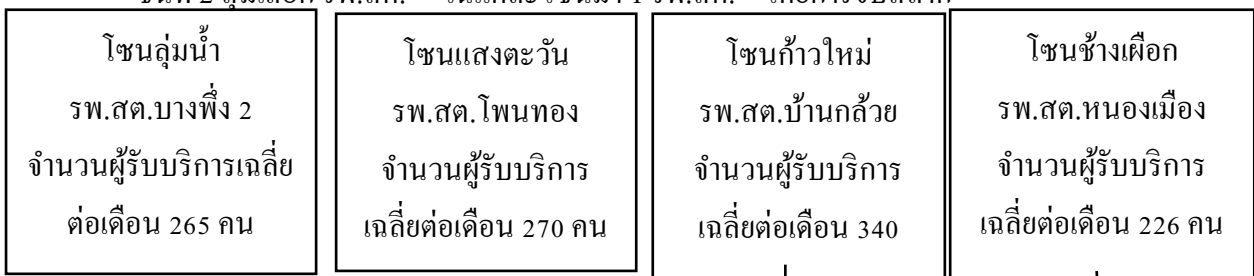 โซนลุ่มน้ำ
รพ.สต.บางพึ่ง 2
จำนวนผู้รับบริการเฉลี่ย
ต่อเดือน 265 คน
โซนแสงตะวัน
รพ.สต.โพนทอง
จำนวนผู้รับบริการ
เฉลี่ยต่อเดือน 270 คน
โซนก้าวใหม่
รพ.สต.บ้านกล้วย
จำนวนผู้รับบริการ
เฉลี่ยต่อเดือน 340
โซนช้างเผือก
รพ.สต.หนองเมือง
จำนวนผู้รับบริการ
เฉลี่ยต่อเดือน 226 คน